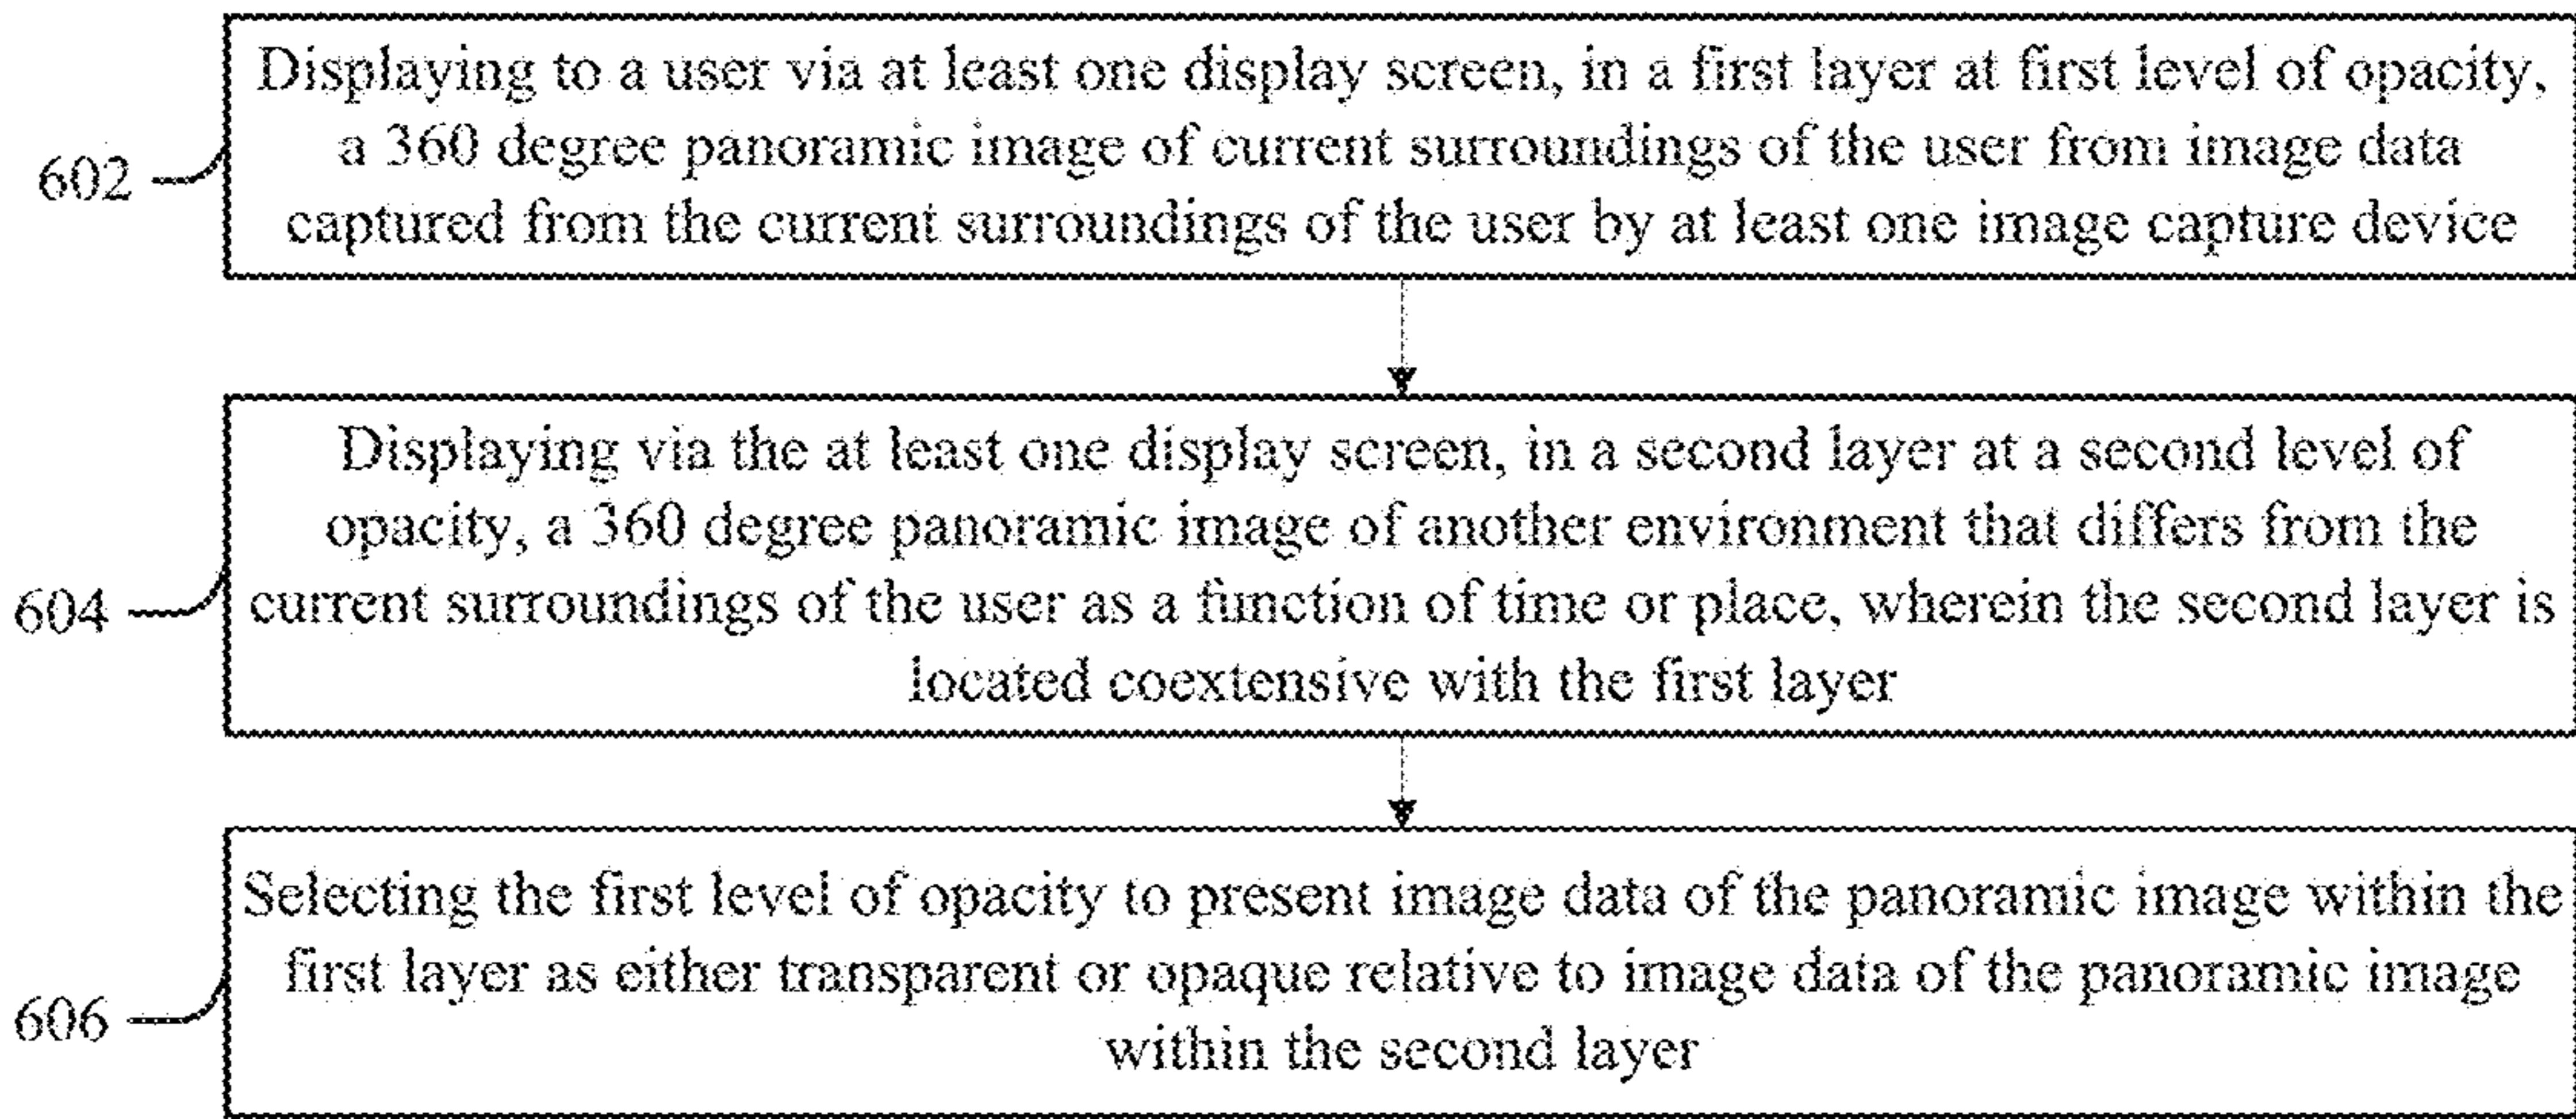 Displaying to a user via at least one display screen, in a first layer at first level of opacity,
a 360 degree panoramic image of current surroundings of the user from image data
602
captured from the current surroundings of the user by at least one image capture device
Displaying via the at least one display screen, in a second layer at a second level of
opacity, a 360 degree panoramic image of another environment that differs from the
604
current surroundings of the user as a function of time or place, wherein the second layer is
located coextensive with the first layer
Selecting the first level of opacity to present image data of the panoramic image within the
first layer as either transparent or opaque relative to image data of the panoramic image
606
within the second layer